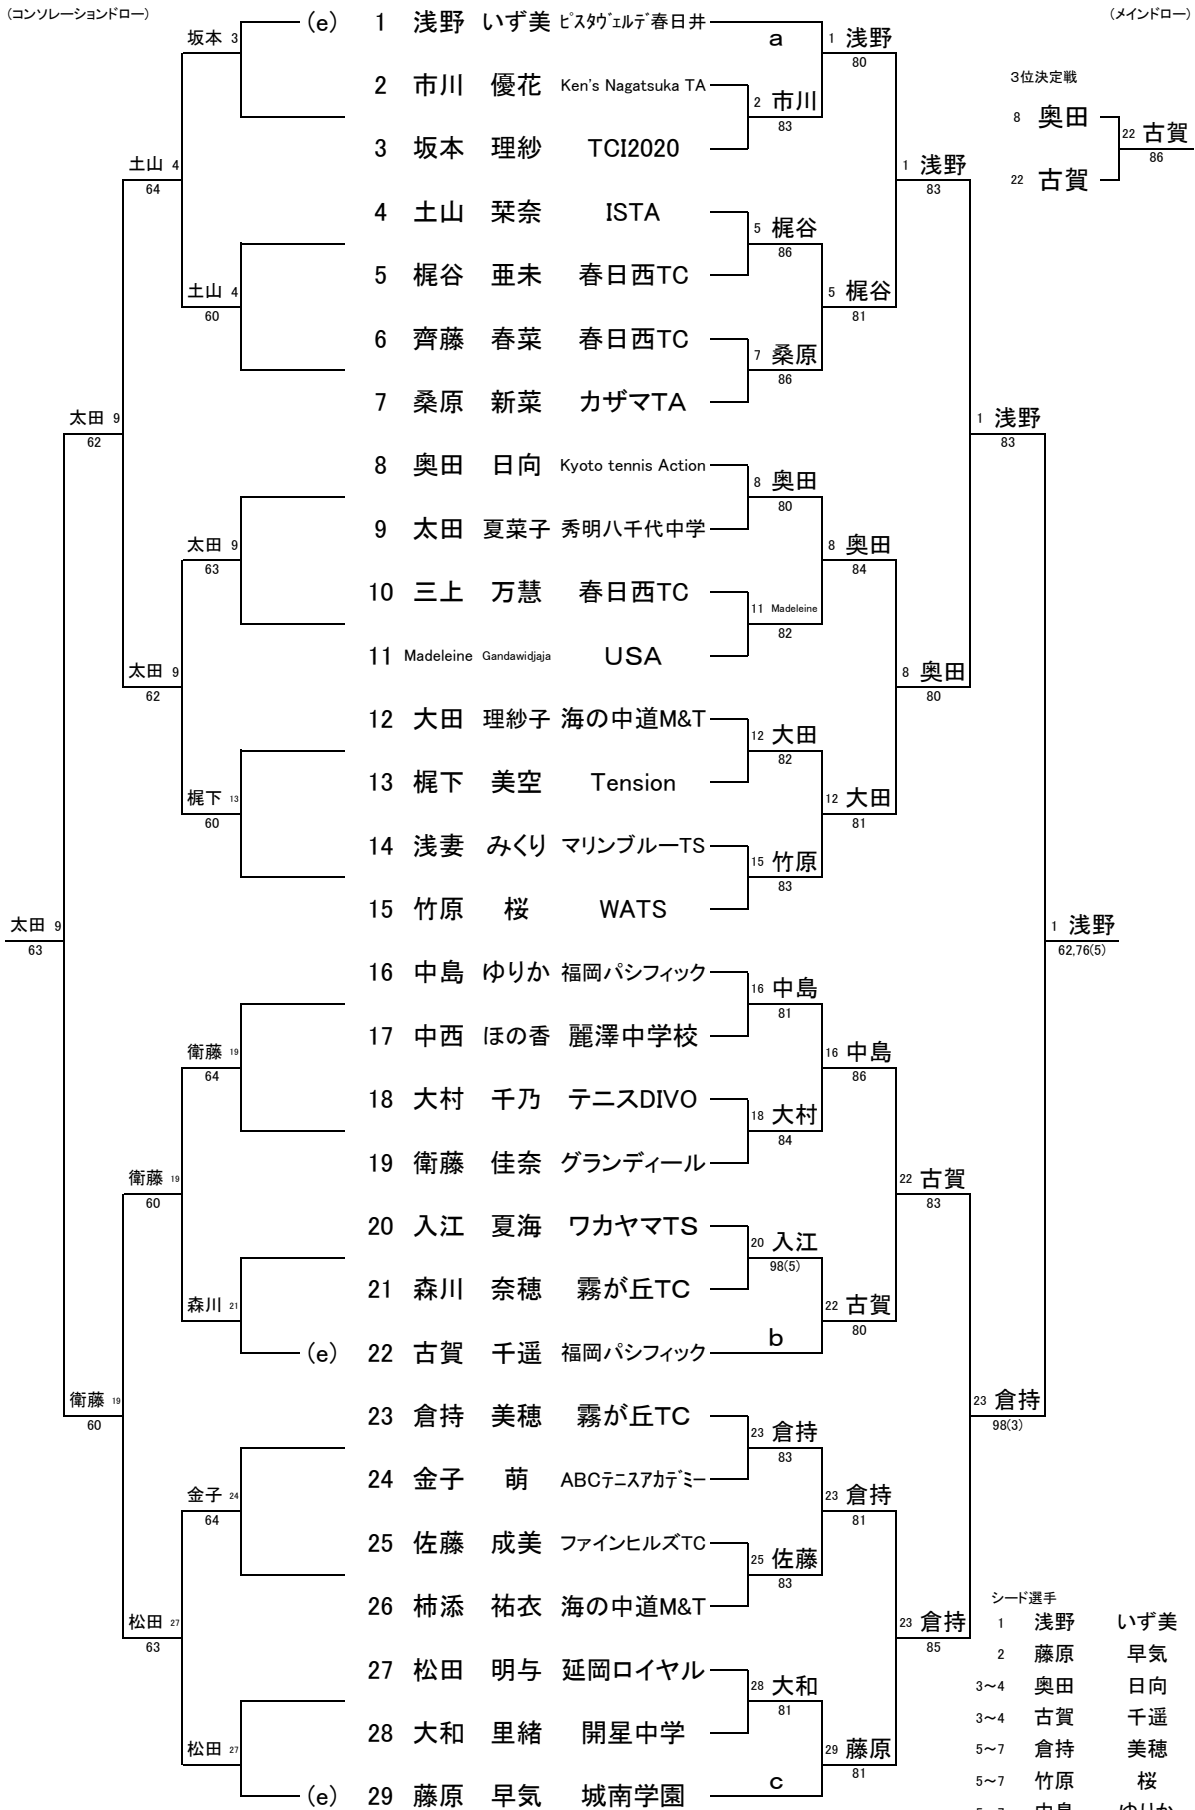 (コンソレーションドロー)
(メインドロー)
(e) 1 浅野 いず美 ビスタヴェルデ春日井
2 市川 優花 Ken's Nagatsuka TA
3 坂本 理紗 TCI2020
4 土山 栞奈 ISTA
5 梶谷 亜未 春日西TC
6 齊藤 春菜 春日西TC
7 桑原 新菜 カザマTA
8 奥田 日向 Kyoto tennis Action
9 太田 夏菜子 秀明八千代中学
10 三上 万慧 春日西TC
11 Madeleine Gandawidjaja USA
12 大田 理紗子 海の中道M&T
13 梶下 美空 Tension
14 浅妻 みくり マリンブルーTS
15 竹原 桜 WATS
16 中島 ゆりか 福岡パシフィック
17 中西 ほの香 麗澤中学校
18 大村 千乃 テニスDIVO
19 衛藤 佳奈 グランディール
20 入江 夏海 ワカヤマTS
21 森川 奈穂 霧が丘TC
(e) 22 古賀 千遥 福岡パシフィック
23 倉持 美穂 霧が丘TC
24 金子 萌 ABCテニスアカデミー
25 佐藤 成美 ファインヒルズTC
26 柿添 祐衣 海の中道M&T
27 松田 明与 延岡ロイヤル
28 大和 里緒 開星中学
(e) 29 藤原 早気 城南学園
坂本 3
土山 4
60
太田 9
63
梶下 13
60
衛藤 19
64
森川 21
金子 24
64
松田 27
土山 4
64
太田 9
62
衛藤 19
60
松田 27
63
太田 9
62
衛藤 19
60
太田 9
63
a
2 市川
83
5 梶谷
86
7 桑原
86
8 奥田
80
11 Madeleine
82
12 大田
82
15 竹原
83
16 中島
81
18 大村
84
20 入江
98(5)
b
23 倉持
83
25 佐藤
83
28 大和
81
c
1 浅野
80
5 梶谷
81
8 奥田
84
12 大田
81
16 中島
86
22 古賀
80
23 倉持
81
29 藤原
81
1 浅野
83
8 奥田
80
22 古賀
83
23 倉持
85
1 浅野
83
23 倉持
98(3)
1 浅野
62,76(5)
3位決定戦
8 奥田
22 古賀
22 古賀
86
シード選手
1 浅野 いず美
2 藤原 早気
3~4 奥田 日向
3~4 古賀 千遥
5~7 倉持 美穂
5~7 竹原 桜